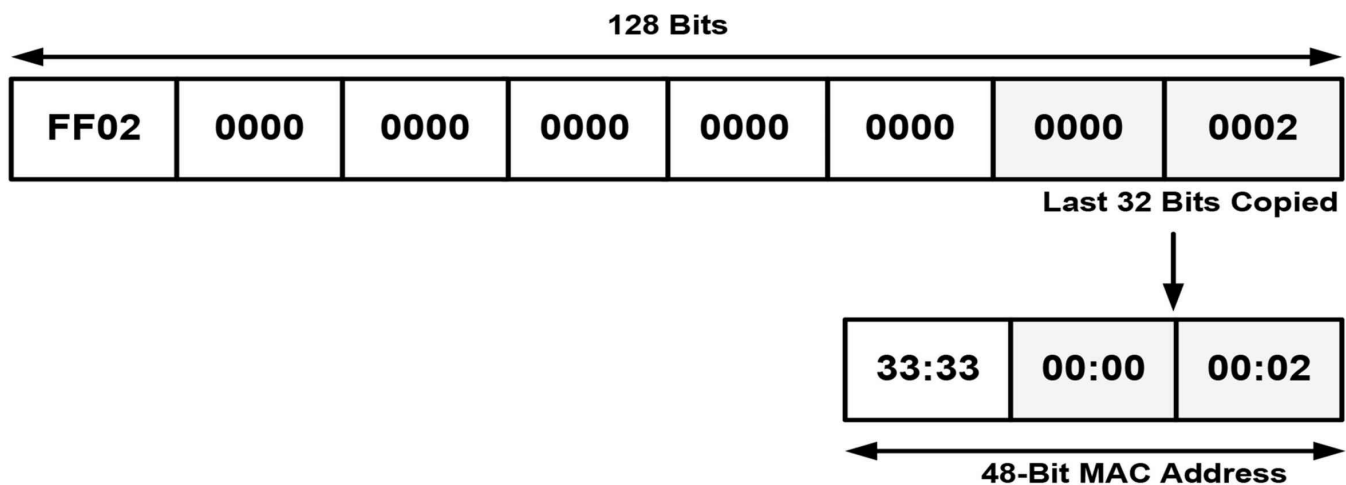 128 Bits
FF02 0000 0000 0000 0000 0000 0000 0002
Last 32 Bits Copied
33:33 00:00 00:02
48-Bit MAC Address